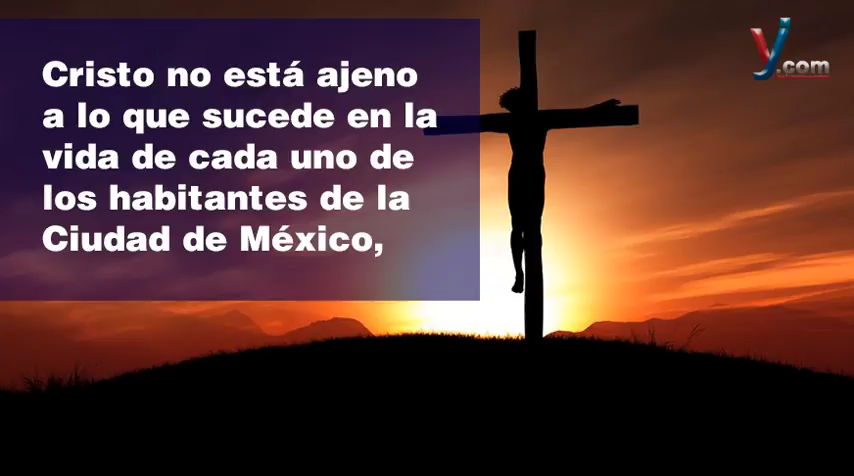 Cristo no está ajeno
a lo que sucede en la
vida de cada uno de
los habitantes de la
Ciudad de México,
y.com